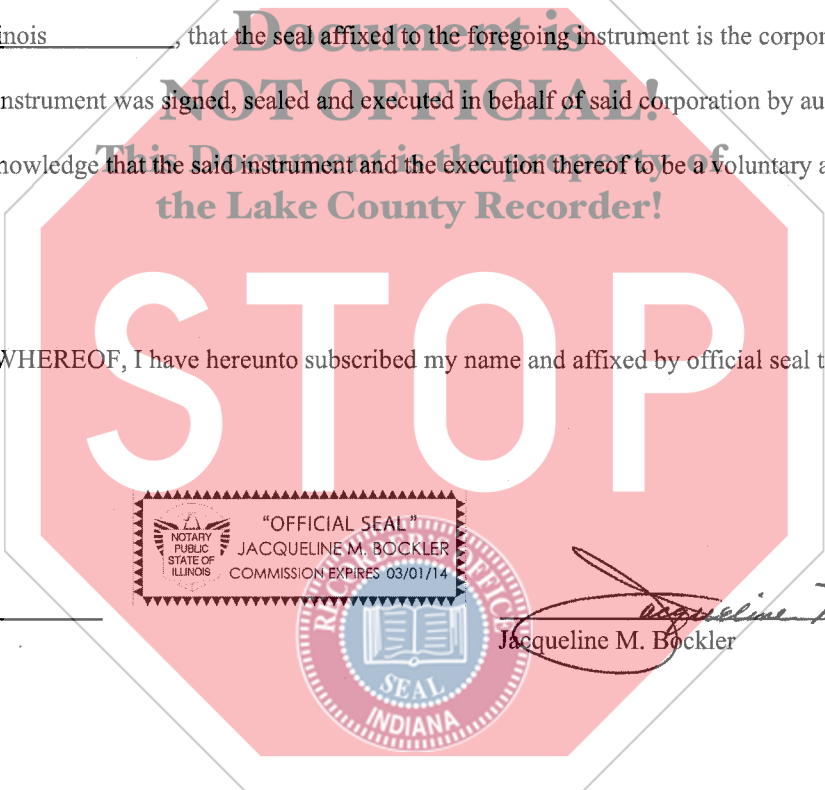 Document is
inois, that the seal affixed to the foregoing instrument is the corpor
NOT OFFICIAL!
nstrument was signed, sealed and executed in behalf of said corporation by au
This Document is the property of
nowledge that the said instrument and the execution thereof to be a voluntary a
the Lake County Recorder!
STOP
WHEREOF, I have hereunto subscribed my name and affixed by official seal t
"OFFICIAL SEAL"
NOTARY
PUBLIC
STATE OF
ILLINOIS
JACQUELINE M. BOCKLER
COMMISSION EXPIRES 03/01/14
RECORDER'S OFFICE
SEAL
INDIANA
Jacqueline
Jacqueline M. Bockler